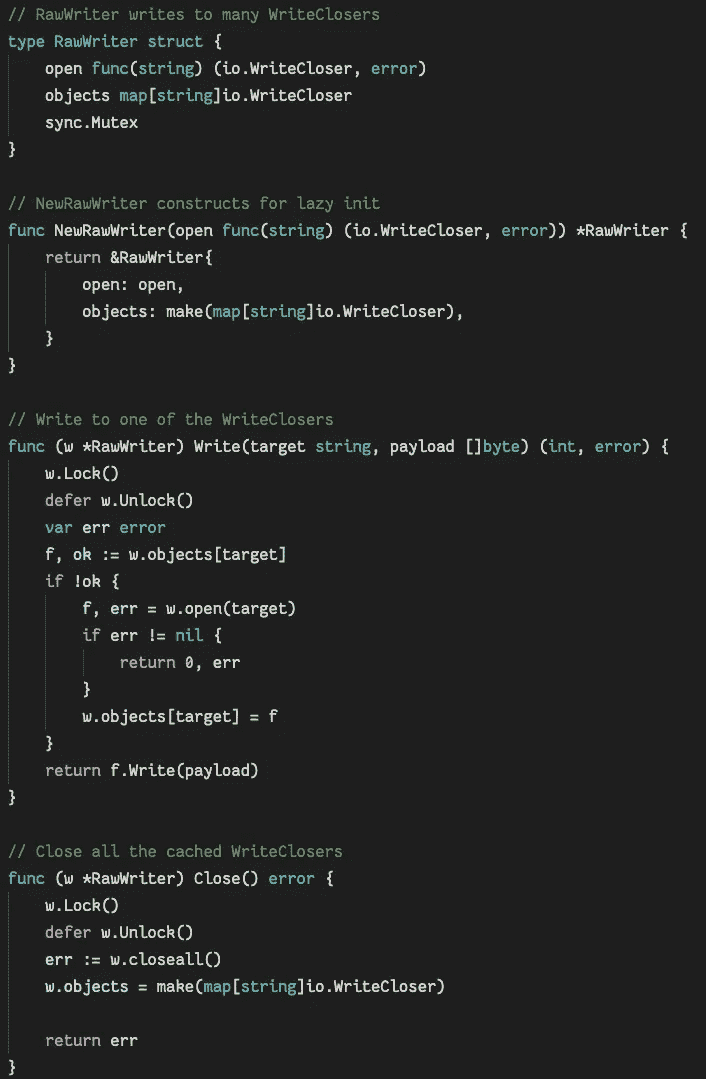 // RawWriter writes to many WriteClosers
type RawWriter struct {
    open func(string) (io.WriteCloser, error)
    objects map[string]io.WriteCloser
    sync.Mutex
}

// NewRawWriter constructs for lazy init
func NewRawWriter(open func(string) (io.WriteCloser, error)) *RawWriter {
    return &RawWriter{
        open: open,
        objects: make(map[string]io.WriteCloser),
    }
}

// Write to one of the WriteClosers
func (w *RawWriter) Write(target string, payload []byte) (int, error) {
    w.Lock()
    defer w.Unlock()
    var err error
    f, ok := w.objects[target]
    if !ok {
        f, err = w.open(target)
        if err != nil {
            return 0, err
        }
        w.objects[target] = f
    }
    return f.Write(payload)
}

// Close all the cached WriteClosers
func (w *RawWriter) Close() error {
    w.Lock()
    defer w.Unlock()
    err := w.closeall()
    w.objects = make(map[string]io.WriteCloser)

    return err
}